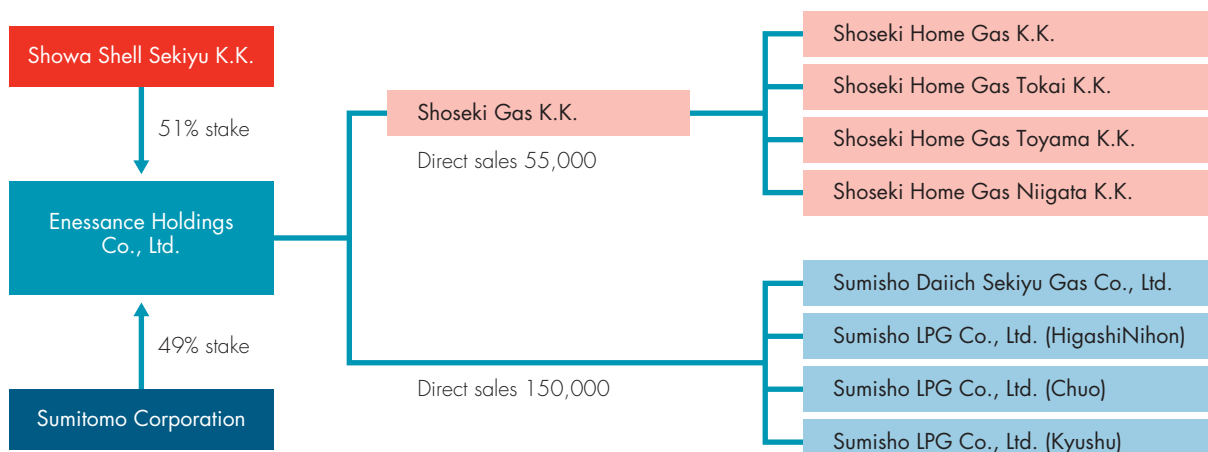 Showa Shell Sekiyu K.K.
51% stake
Enessance Holdings
Co., Ltd.
49% stake
Sumitomo Corporation
Shoseki Gas K.K.
Direct sales 55,000
Direct sales 150,000
Shoseki Home Gas K.K.
Shoseki Home Gas Tokai K.K.
Shoseki Home Gas Toyama K.K.
Shoseki Home Gas Niigata K.K.
Sumisho Daiich Sekiyu Gas Co., Ltd.
Sumisho LPG Co., Ltd. (HigashiNihon)
Sumisho LPG Co., Ltd. (Chuo)
Sumisho LPG Co., Ltd. (Kyushu)